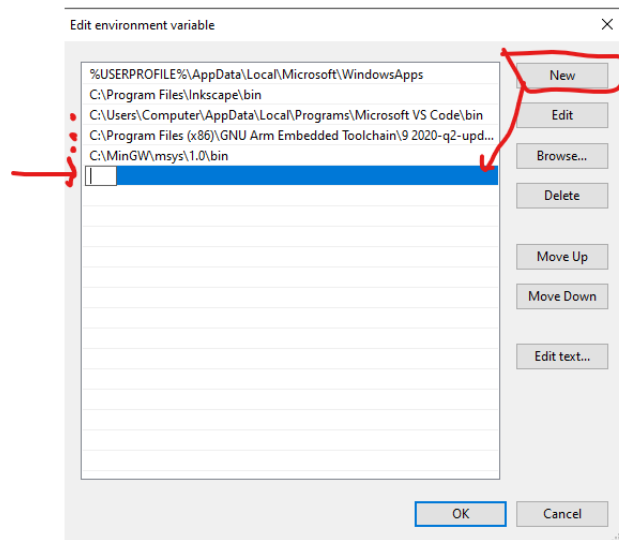 Edit environment variable
%USERPROFILE%\AppData\Local\Microsoft\WindowsApps
New
C:\Program Files\Inkscape\bin
C:\Users\Computer\AppData\Local\Programs\Microsoft VS Code\bin
Edit
C:\Program Files (x86)\GNU Arm Embedded Toolchain\9 2020-q2-upd...
C:\MinGW\msys\1.0\bin
Browse...
Delete
Move Up
Move Down
Edit text...
OK
Cancel